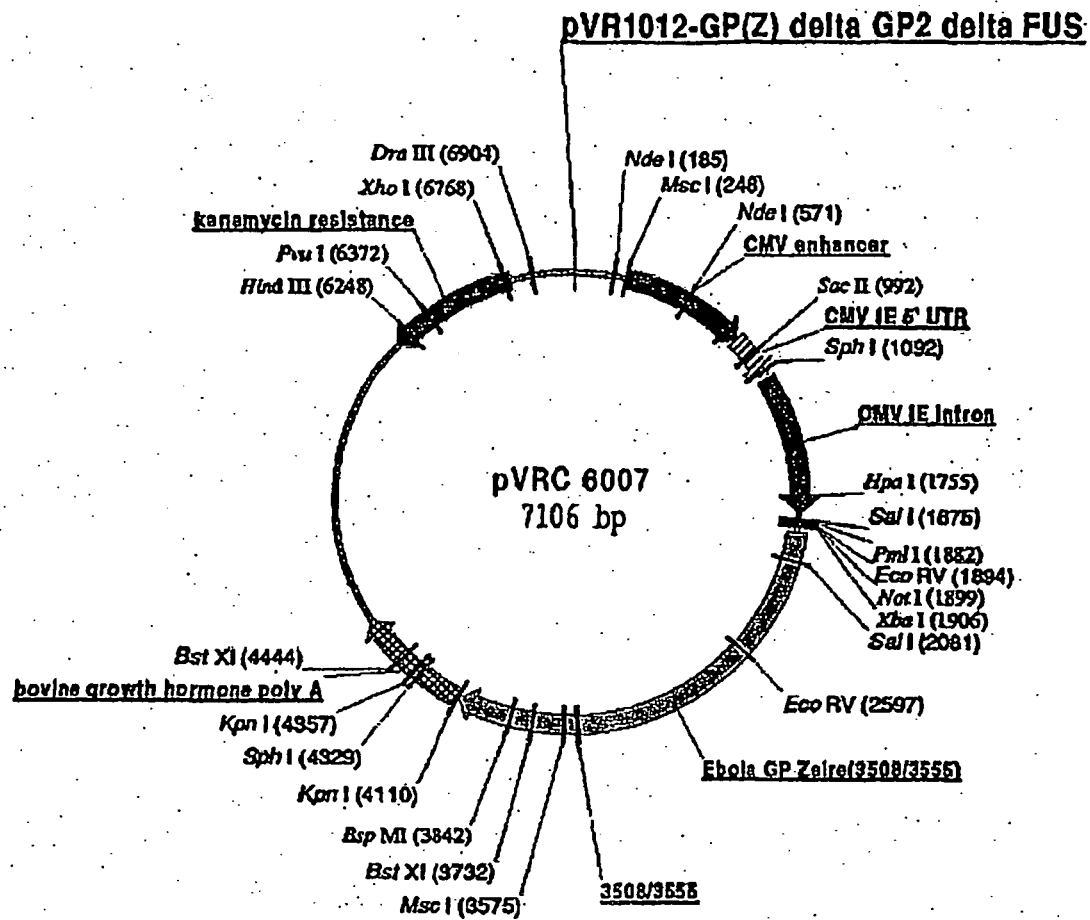 pVR1012-GP(Z) delta GP2 delta FUS
Dra III (6904)
Nde I (185)
Xho I (6768)
Msc I (248)
kanamycin resistance
Nde I (571)
Pvu I (6372)
CMV enhancer
Hind III (6248)
Sac II (992)
CMV IE 5' UTR
Sph I (1092)
CMV IE Intron
pVRC 6007
7106 bp
Hpa I (1755)
Sal I (1875)
Pml I (1882)
Eco RV (1894)
Not I (1899)
Xba I (1906)
Sal I (2081)
Bst XI (4444)
bovine growth hormone poly A
Eco RV (2597)
Kpn I (4357)
Sph I (4329)
Ebola GP Zaire(3508/3555)
Kpn I (4110)
Bsp MI (3842)
Bst XI (3732)
3508/3555
Msc I (3575)